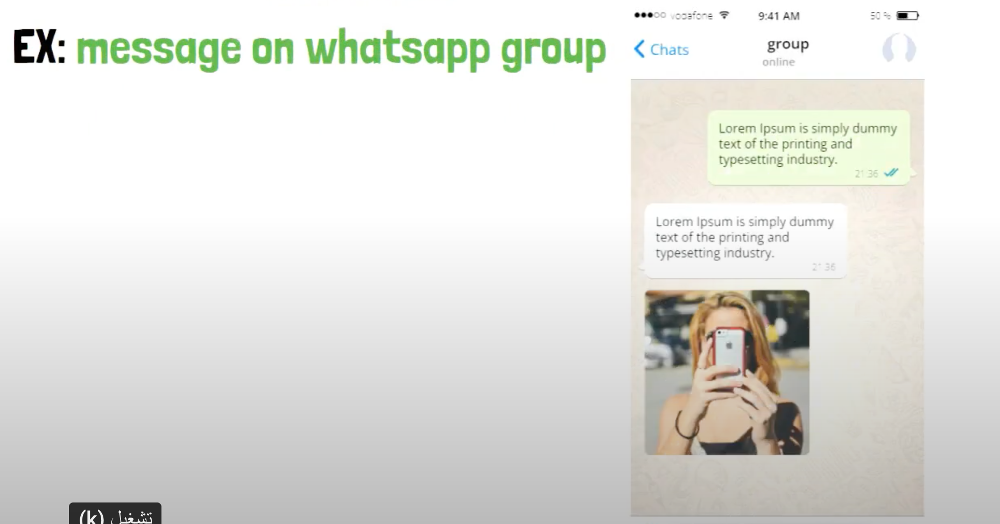 EX: message on whatsapp group
vodafone 9:41 AM 50 %
Chats
group
online
Lorem Ipsum is simply dummy
text of the printing and
typesetting industry.
21:36
Lorem Ipsum is simply dummy
text of the printing and
typesetting industry.
21:36
تشغيل (k)